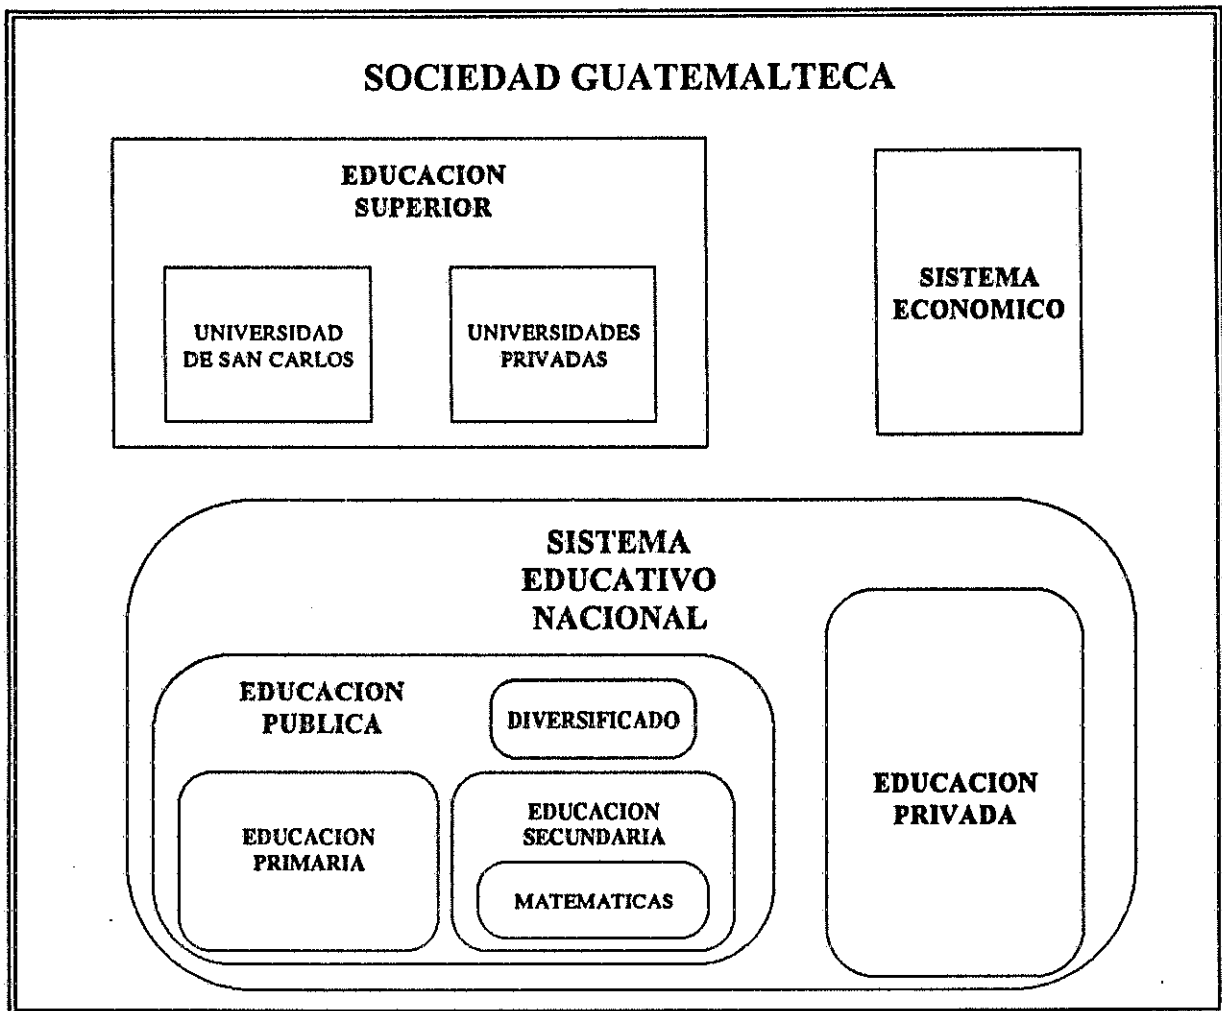 SOCIEDAD GUATEMALTECA
EDUCACION
SUPERIOR
UNIVERSIDAD
DE SAN CARLOS
UNIVERSIDADES
PRIVADAS
SISTEMA
ECONOMICO
SISTEMA
EDUCATIVO
NACIONAL
EDUCACION
PUBLICA
DIVERSIFICADO
EDUCACION
PRIMARIA
EDUCACION
SECUNDARIA
MATEMATICAS
EDUCACION
PRIVADA